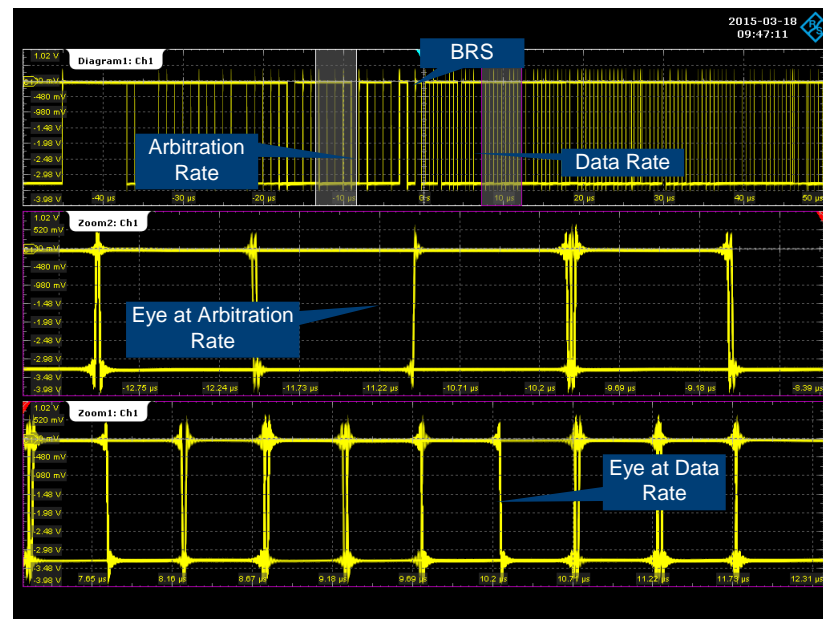 2015-03-18
09:47:11
BRS
1.02 V
Diagram1: Ch1
-480 mV
-980 mV
-1.48 V
-1.98 V
-2.48 V
-2.98 V
-3.98 V
Arbitration
Rate
Data Rate
-40 µs
-30 µs
-20 µs
-10 µs
0 s
10 µs
20 µs
30 µs
40 µs
50 µs
1.02 V
Zoom2: Ch1
520 mV
-480 mV
-980 mV
-1.48 V
-1.98 V
-2.48 V
-2.98 V
-3.48 V
-3.98 V
Eye at Arbitration
Rate
-12.75 µs
-12.24 µs
-11.73 µs
-11.22 µs
-10.71 µs
-10.2 µs
-9.69 µs
-9.18 µs
-8.39 µs
1.02 V
Zoom1: Ch1
520 mV
-480 mV
-980 mV
-1.48 V
-1.98 V
-2.48 V
-2.98 V
-3.48 V
-3.98 V
Eye at Data
Rate
7.65 µs
8.16 µs
8.67 µs
9.18 µs
9.69 µs
10.2 µs
10.71 µs
11.22 µs
11.73 µs
12.31 µs